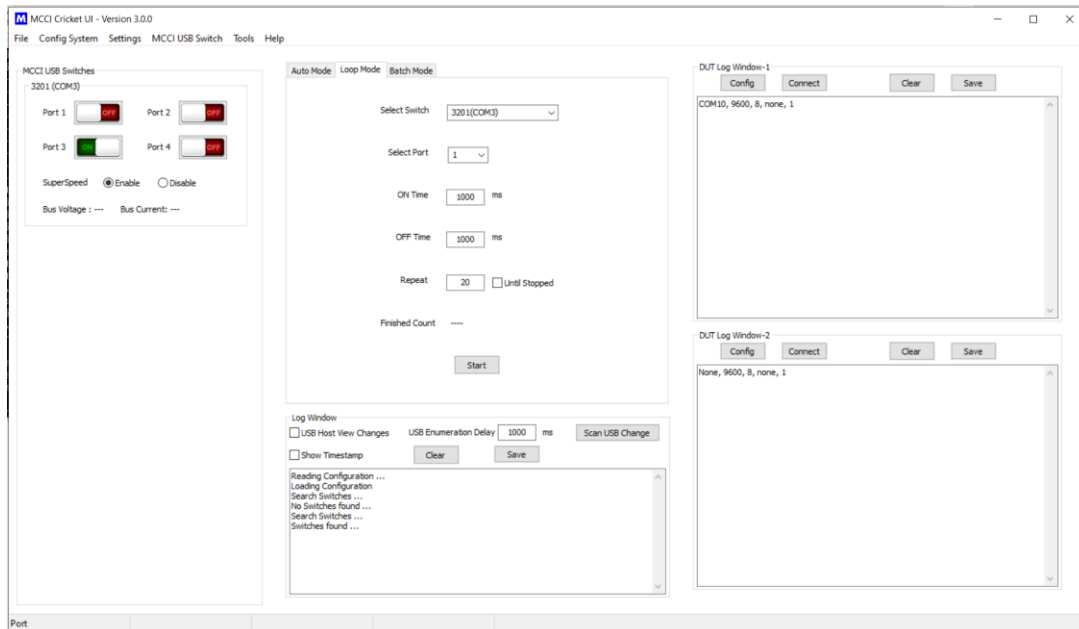 M MCCI Cricket UI - Version 3.0.0
File Config System Settings MCCI USB Switch Tools Help
MCCI USB Switches
3201 (COM3)
Port 1 OFF Port 2 OFF
Port 3 ON Port 4 OFF
SuperSpeed Enable Disable
Bus Voltage : --- Bus Current: ---
Auto Mode Loop Mode Batch Mode
Select Switch 3201(COM3)
Select Port 1
ON Time 1000 ms
OFF Time 1000 ms
Repeat 20 Until Stopped
Finished Count ----
Start
Log Window
USB Host View Changes USB Enumeration Delay 1000 ms Scan USB Change
Show Timestamp Clear Save
Reading Configuration ...
Loading Configuration
Search Switches ...
No Switches found ...
Search Switches ...
Switches found ...
DUT Log Window-1
Config Connect Clear Save
COM10, 9600, 8, none, 1
DUT Log Window-2
Config Connect Clear Save
None, 9600, 8, none, 1
Port